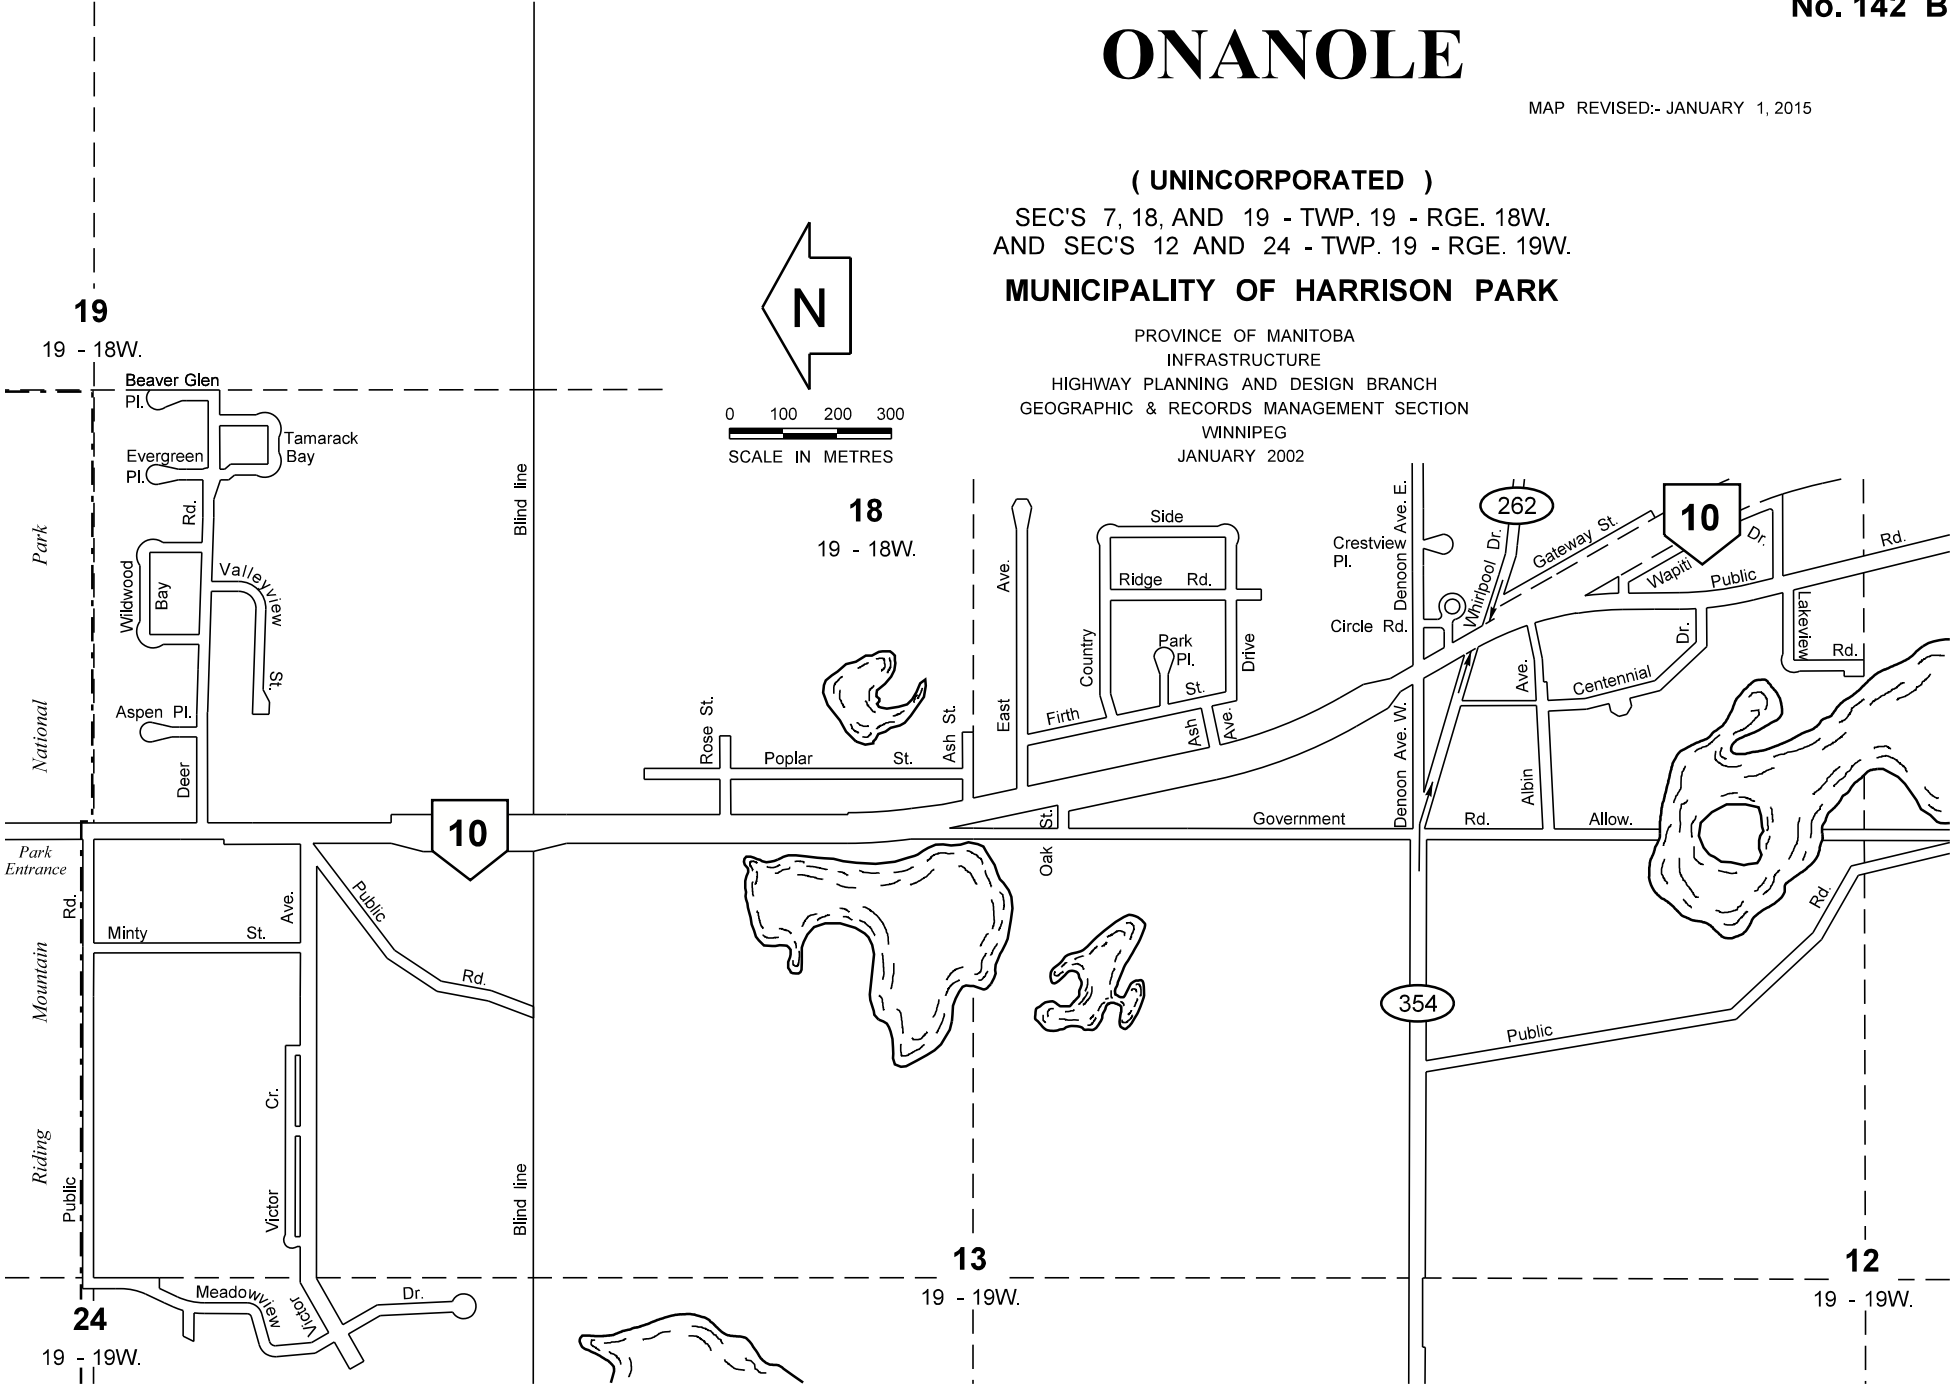 No. 142 B
ONANOLE
MAP REVISED:- JANUARY 1, 2015
( UNINCORPORATED )
SEC'S 7, 18, AND 19 - TWP. 19 - RGE. 18W.
AND SEC'S 12 AND 24 - TWP. 19 - RGE. 19W.
MUNICIPALITY OF HARRISON PARK
PROVINCE OF MANITOBA
INFRASTRUCTURE
HIGHWAY PLANNING AND DESIGN BRANCH
GEOGRAPHIC & RECORDS MANAGEMENT SECTION
WINNIPEG
JANUARY 2002
N
0 100 200 300
SCALE IN METRES
19
19 - 18W.
Beaver Glen
Pl.
Tamarack
Bay
Evergreen
Pl.
Rd.
Wildwood
Bay
Valleyview
St.
Aspen Pl.
Deer
Park
National
Blind line
18
19 - 18W.
Rose St.
Poplar St.
Ash St.
East
Ave.
Side
Ridge Rd.
Country
Park
Pl.
Drive
Firth
St.
Ash
Ave.
Crestview
Pl.
Denoon Ave. E.
Circle Rd.
262
Whirlpool Dr.
Gateway St.
10
Wapiti
Dr.
Public
Rd.
Lakeview
Rd.
Dr.
Centennial
Ave.
Albin
Denoon Ave. W.
Government
Rd.
Allow.
Oak St.
10
Park
Entrance
Rd.
Minty St.
Ave.
Public
Rd.
Mountain
Riding
Public
Cr.
Victor
Blind line
354
Public
Rd.
13
19 - 19W.
12
19 - 19W.
Meadowview
Victor
Dr.
24
19 - 19W.